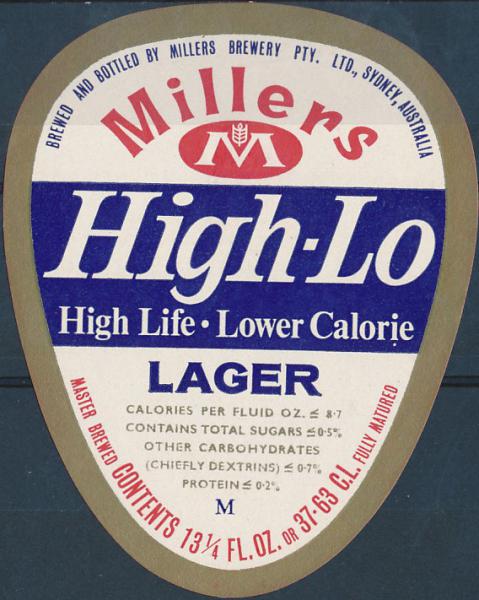 BREWED AND BOTTLED BY MILLERS BREWERY PTY. LTD., SYDNEY, AUSTRALIA
Millers
M
High-Lo
High Life • Lower Calorie
LAGER
CALORIES PER FLUID OZ. ≤ 8·7
CONTAINS TOTAL SUGARS ≤ 0·5%
OTHER CARBOHYDRATES
(CHIEFLY DEXTRINS) ≤ 0·7%
PROTEIN ≤ 0·2%
M
MASTER BREWED CONTENTS 13¼ FL. OZ. OR 37·63 C.L. FULLY MATURED